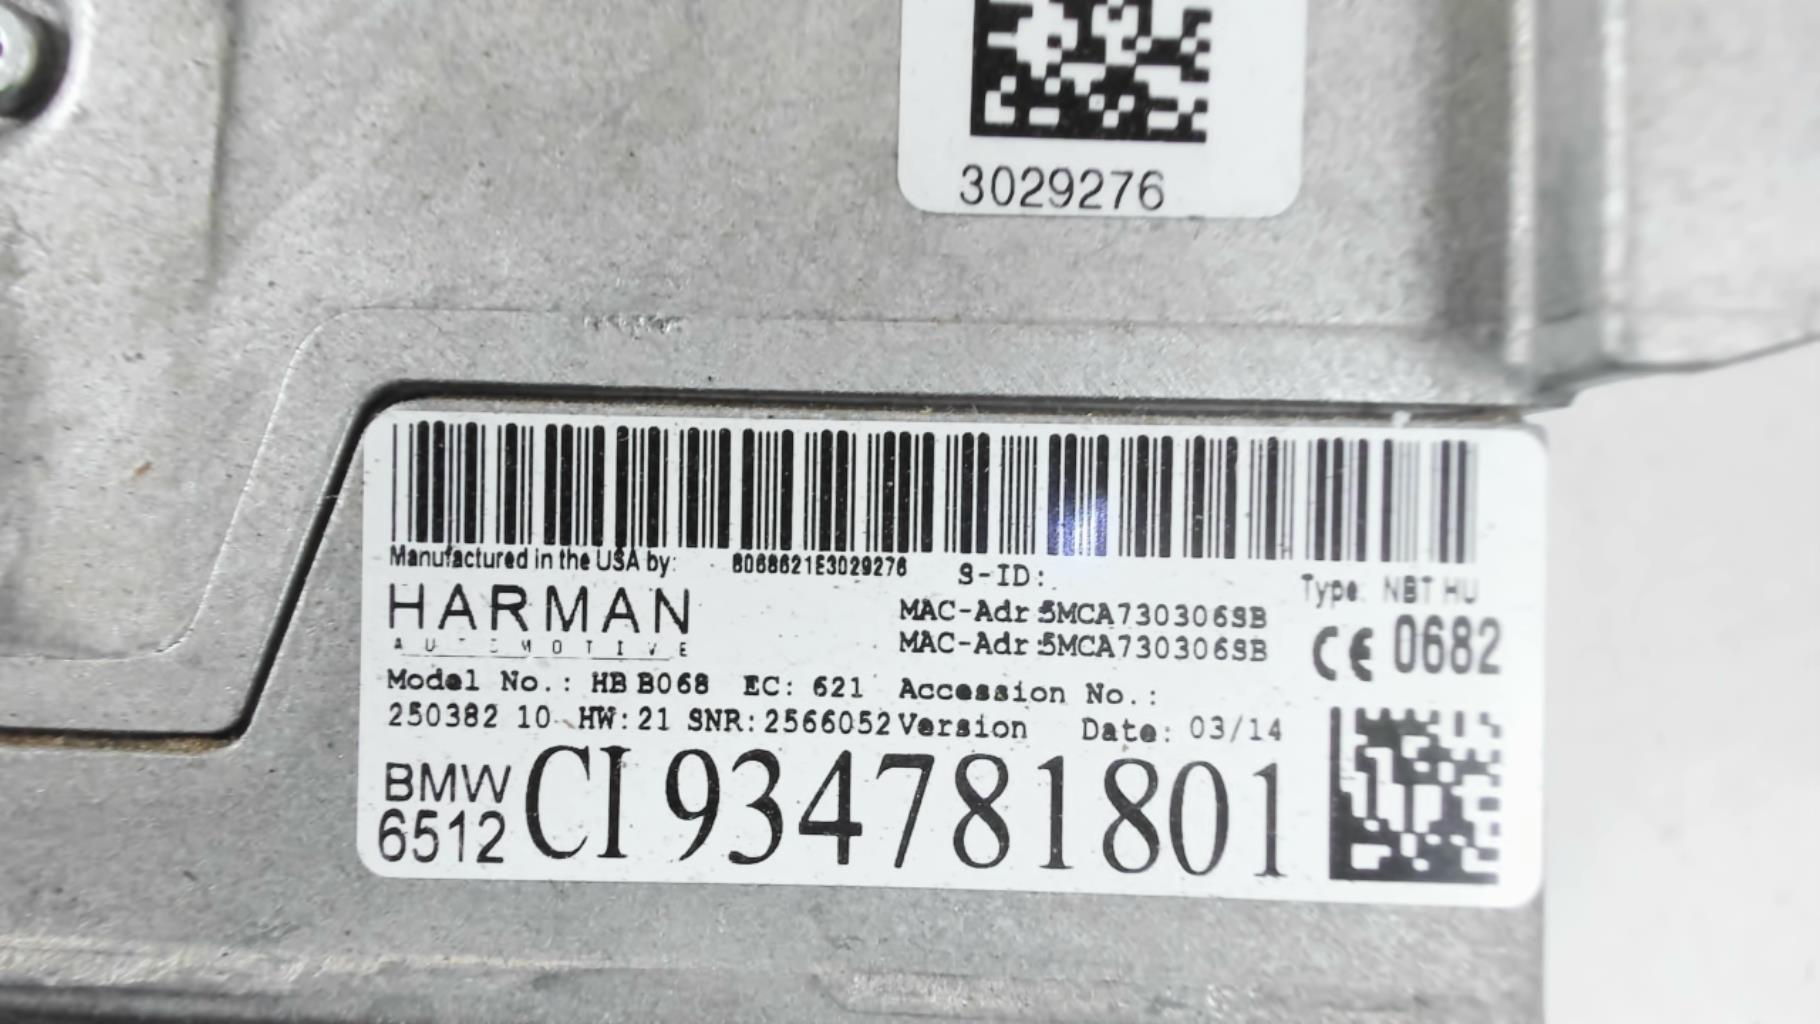 3029276
Manufactured in the USA by: B068621E3029276 S-ID:
Type: NBT HU
HARMAN
AUTOMOTIVE
MAC-Adr:5MCA730306SB
MAC-Adr:5MCA730306SB
CE 0682
Model No.: HB B068 EC: 621 Accession No.:
250382 10 HW: 21 SNR: 2566052 Version Date: 03/14
BMW CI 934781801
6512